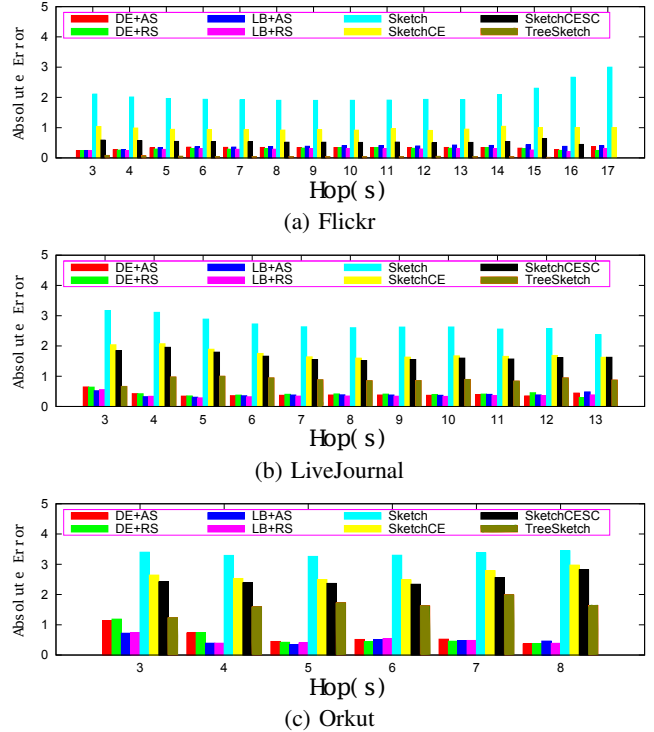 5
4
3
2
1
0
Absolute Error
DE+AS LB+AS Sketch SketchCESC
DE+RS LB+RS SketchCE TreeSketch
3 4 5 6 7 8 9 10 11 12 13 14 15 16 17
Hop(s)
(a) Flickr
5
4
3
2
1
0
Absolute Error
DE+AS LB+AS Sketch SketchCESC
DE+RS LB+RS SketchCE TreeSketch
3 4 5 6 7 8 9 10 11 12 13
Hop(s)
(b) LiveJournal
5
4
3
2
1
0
Absolute Error
DE+AS LB+AS Sketch SketchCESC
DE+RS LB+RS SketchCE TreeSketch
3 4 5 6 7 8
Hop(s)
(c) Orkut